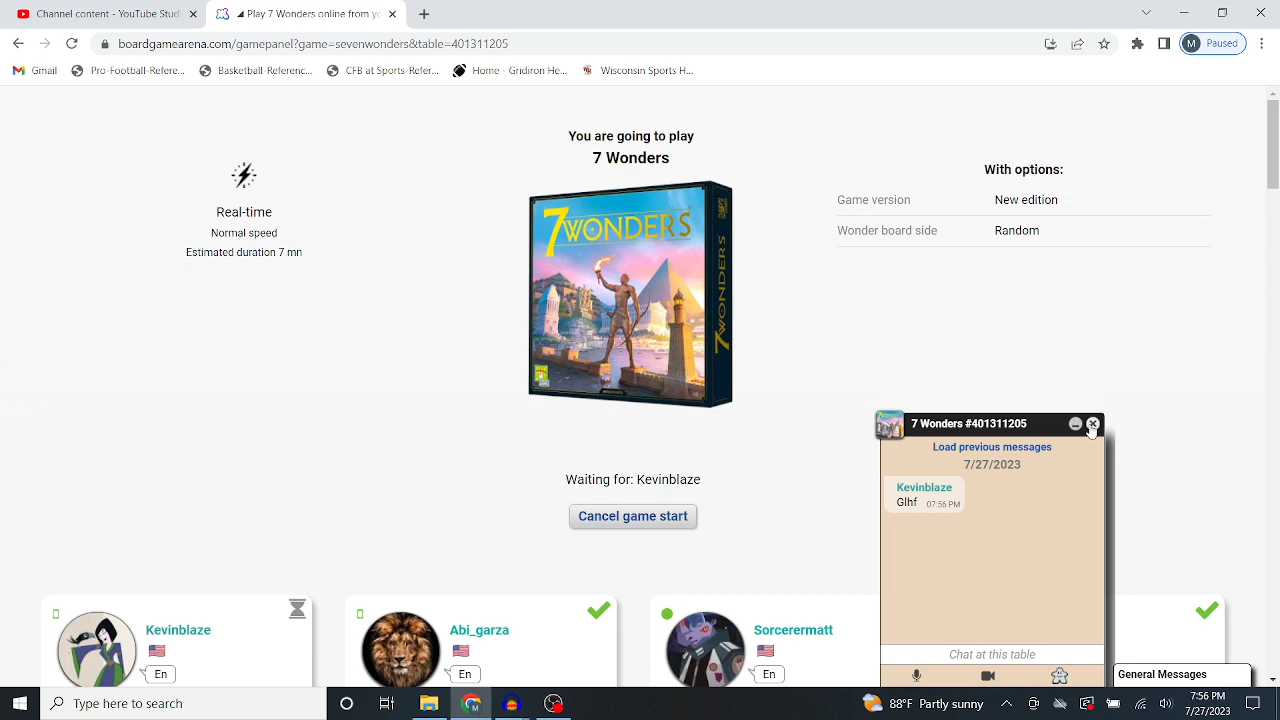 Channel content - YouTube Studio
Play 7 Wonders online from yo
boardgamearena.com/gamepanel?game=sevenwonders&table=401311205
M Paused
Gmail
Pro-Football Refere...
Basketball Referenc...
CFB at Sports Refer...
Football - Gridiron He...
Wisconsin Sports H...
You are going to play
7 Wonders
Real-time
Normal speed
Estimated duration 7 mn
With options:
Game version New edition
Wonder board side Random
7 WONDERS
7 WONDERS
Waiting for: Kevinblaze
Cancel game start
7 Wonders #401311205
Load previous messages
7/27/2023
Kevinblaze
Glhf 07:56 PM
Chat at this table
General Messages
Kevinblaze
En
Abi_garza
En
Sorcerermatt
En
Type here to search
88°F Partly sunny
7:56 PM
7/27/2023